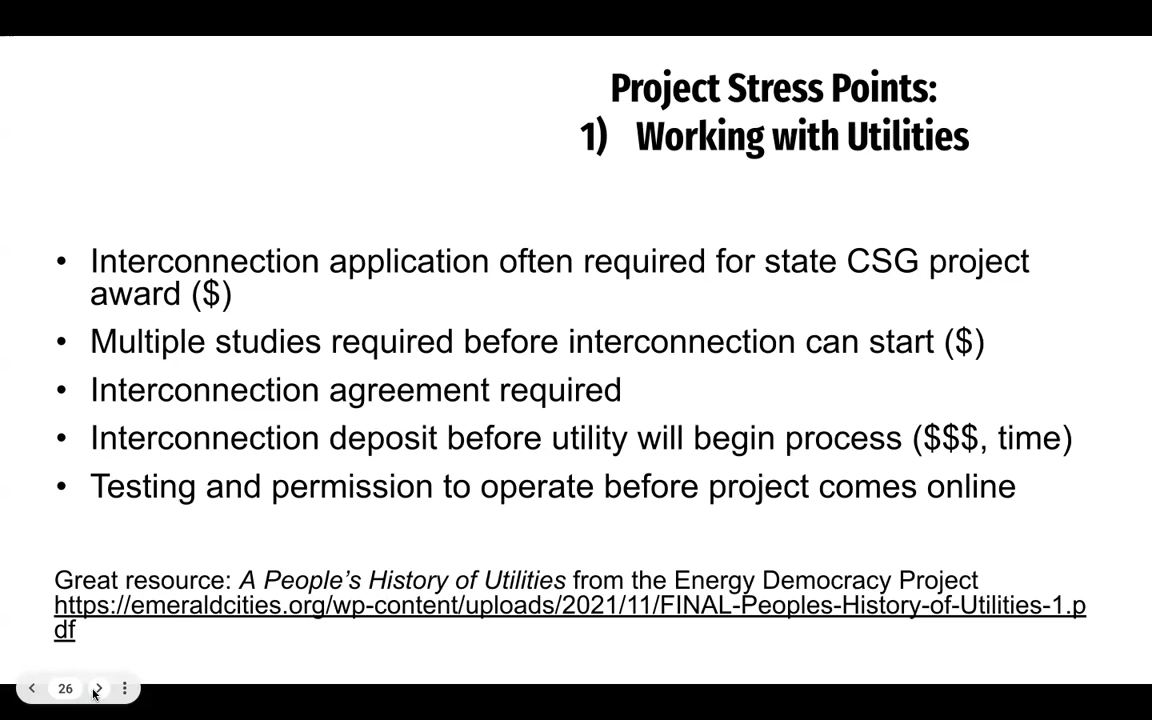 Project Stress Points:
1) Working with Utilities
• Interconnection application often required for state CSG project
award ($)
• Multiple studies required before interconnection can start ($)
• Interconnection agreement required
• Interconnection deposit before utility will begin process ($$$, time)
• Testing and permission to operate before project comes online
Great resource: A People’s History of Utilities from the Energy Democracy Project
https://emeraldcities.org/wp-content/uploads/2021/11/FINAL-Peoples-History-of-Utilities-1.p
df
26